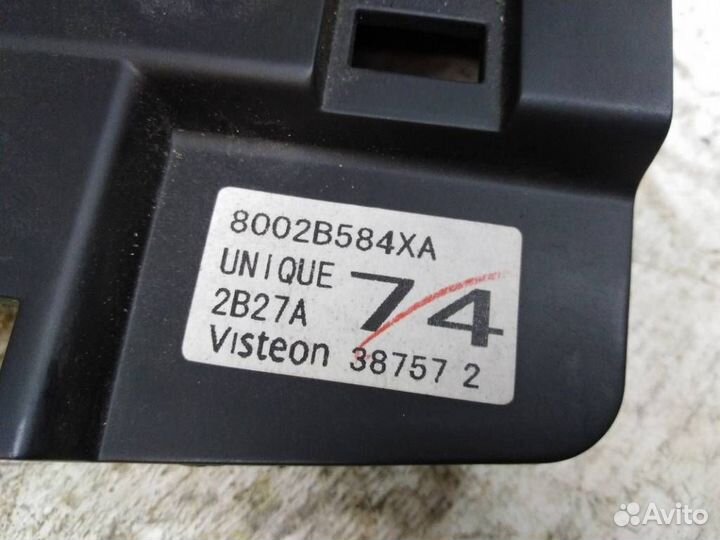 8002B584XA
UNIQUE
2B27A
74
Visteon 38757 2
Avito